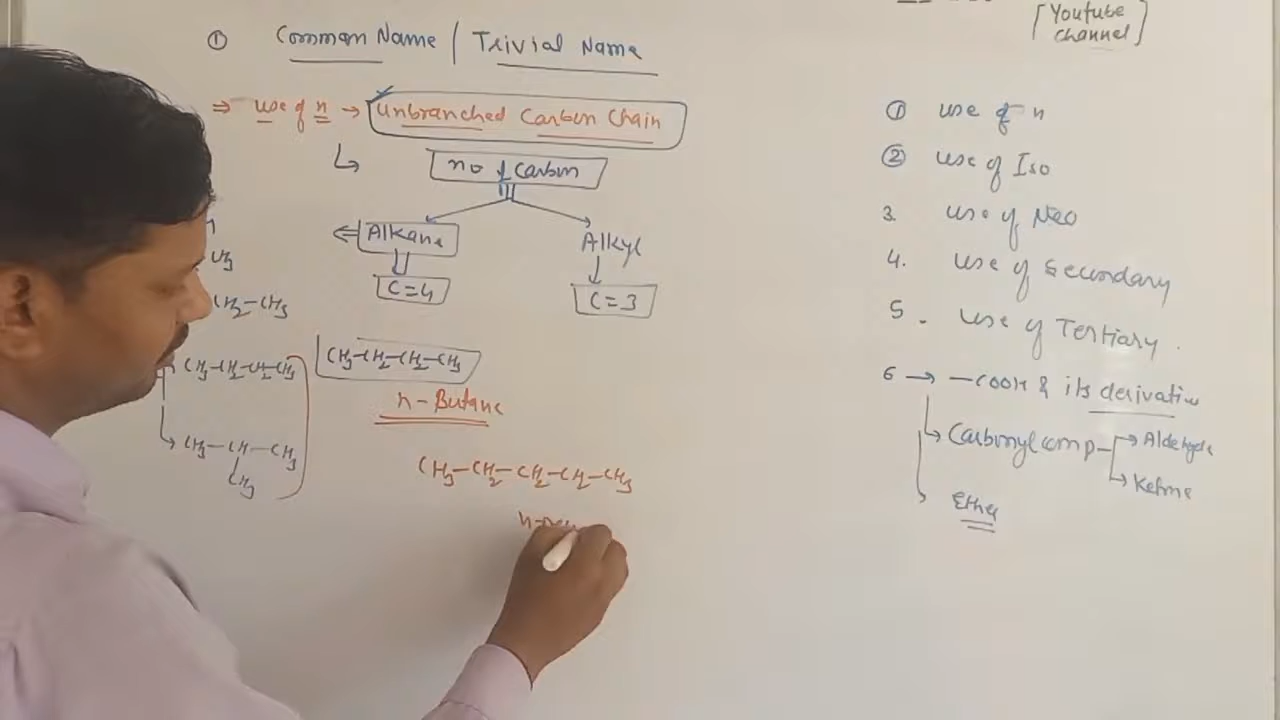 ① Common Name / Trivial Name
⇒ use of n → Unbranched Carbon Chain
↳ no of Carbon
⇐ Alkane
Alkyl
C=4
C=3
CH₂-CH₃
CH₃-CH₂-CH₂-CH₃
CH₃-CH-CH₃
CH₃
CH₃-CH₂-CH₂-CH₃
n-Butane
CH₃-CH₂-CH₂-CH₂-CH₃
[Youtube
channel]
① use of n
② use of Iso
3. use of Neo
4. use of Secondary
5. use of Tertiary.
6 → -COOH & its derivative
↳ Carbonyl comp → Aldehyde
↳ Ketone
Ether